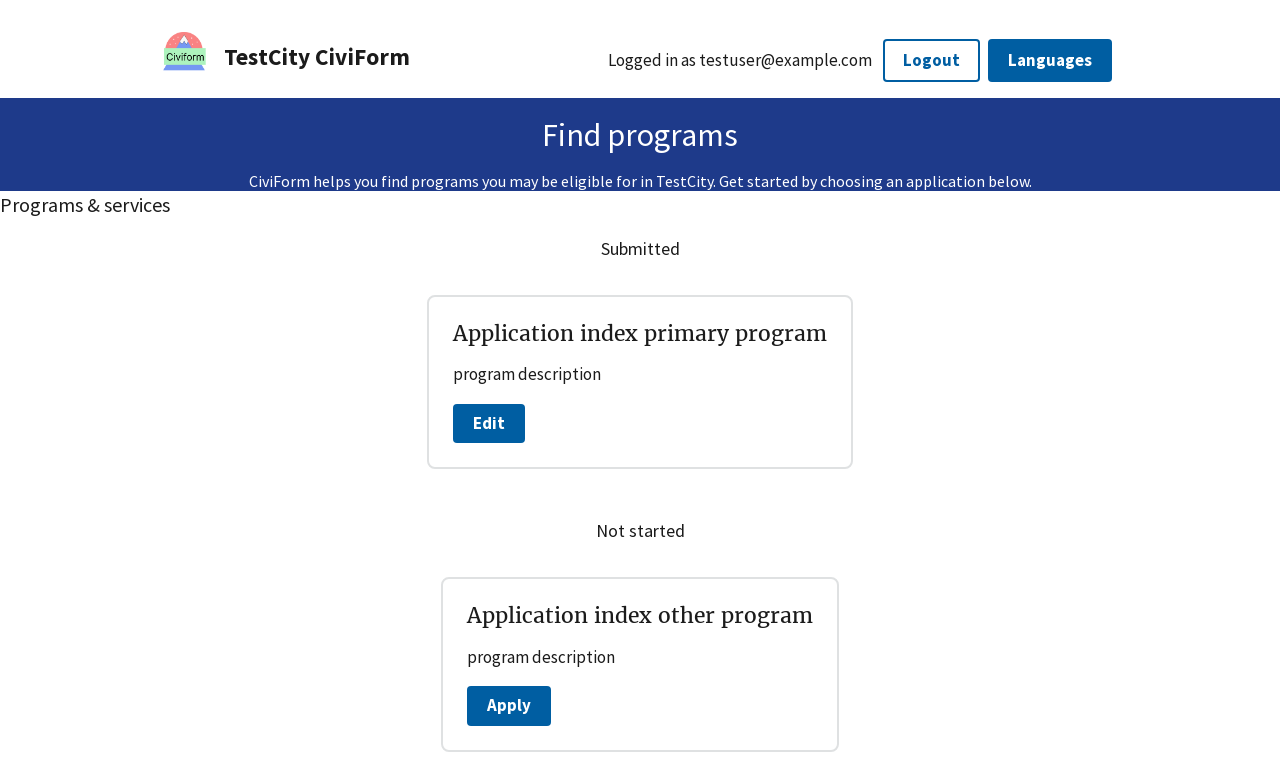 Civiform
TestCity CiviForm
Logged in as testuser@example.com
Logout
Languages
Find programs
CiviForm helps you find programs you may be eligible for in TestCity. Get started by choosing an application below.
Programs & services
Submitted
Application index primary program
program description
Edit
Not started
Application index other program
program description
Apply